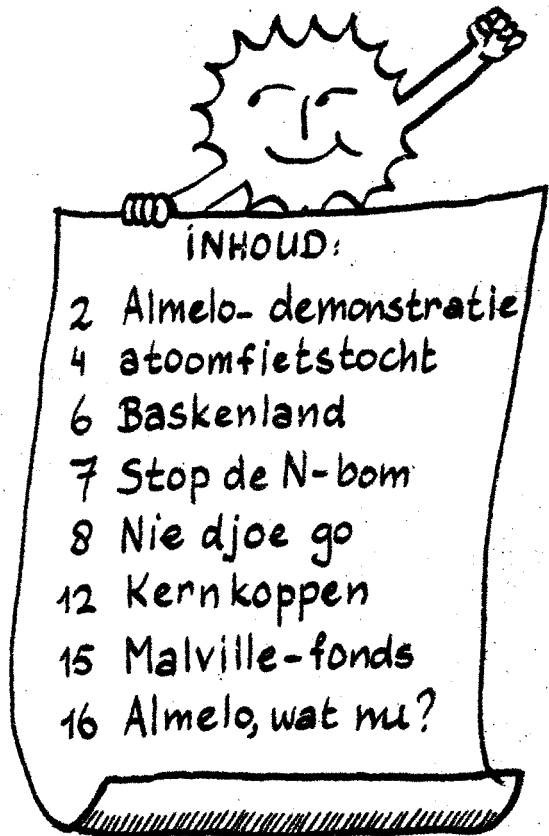 INHOUD:
2 Almelo- demonstratie
4 atoomfietstocht
6 Baskenland
7 Stop de N-bom
8 Nie djoe go
12 Kernkoppen
15 Malville-fonds
16 Almelo, wat nu?